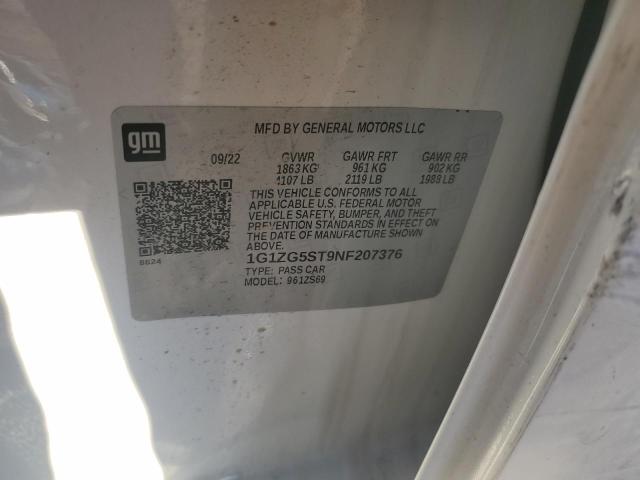 gm
MFD BY GENERAL MOTORS LLC
09/22 GVWR GAWR FRT GAWR RR
1863 KG 961 KG 902 KG
4107 LB 2119 LB 1988 LB
THIS VEHICLE CONFORMS TO ALL
APPLICABLE U.S. FEDERAL MOTOR
VEHICLE SAFETY, BUMPER, AND THEFT
PREVENTION STANDARDS IN EFFECT ON
THE DATE OF MANUFACTURE SHOWN
ABOVE.
8624
1G1ZG5ST9NF207376
TYPE: PASS CAR
MODEL: 961ZS69